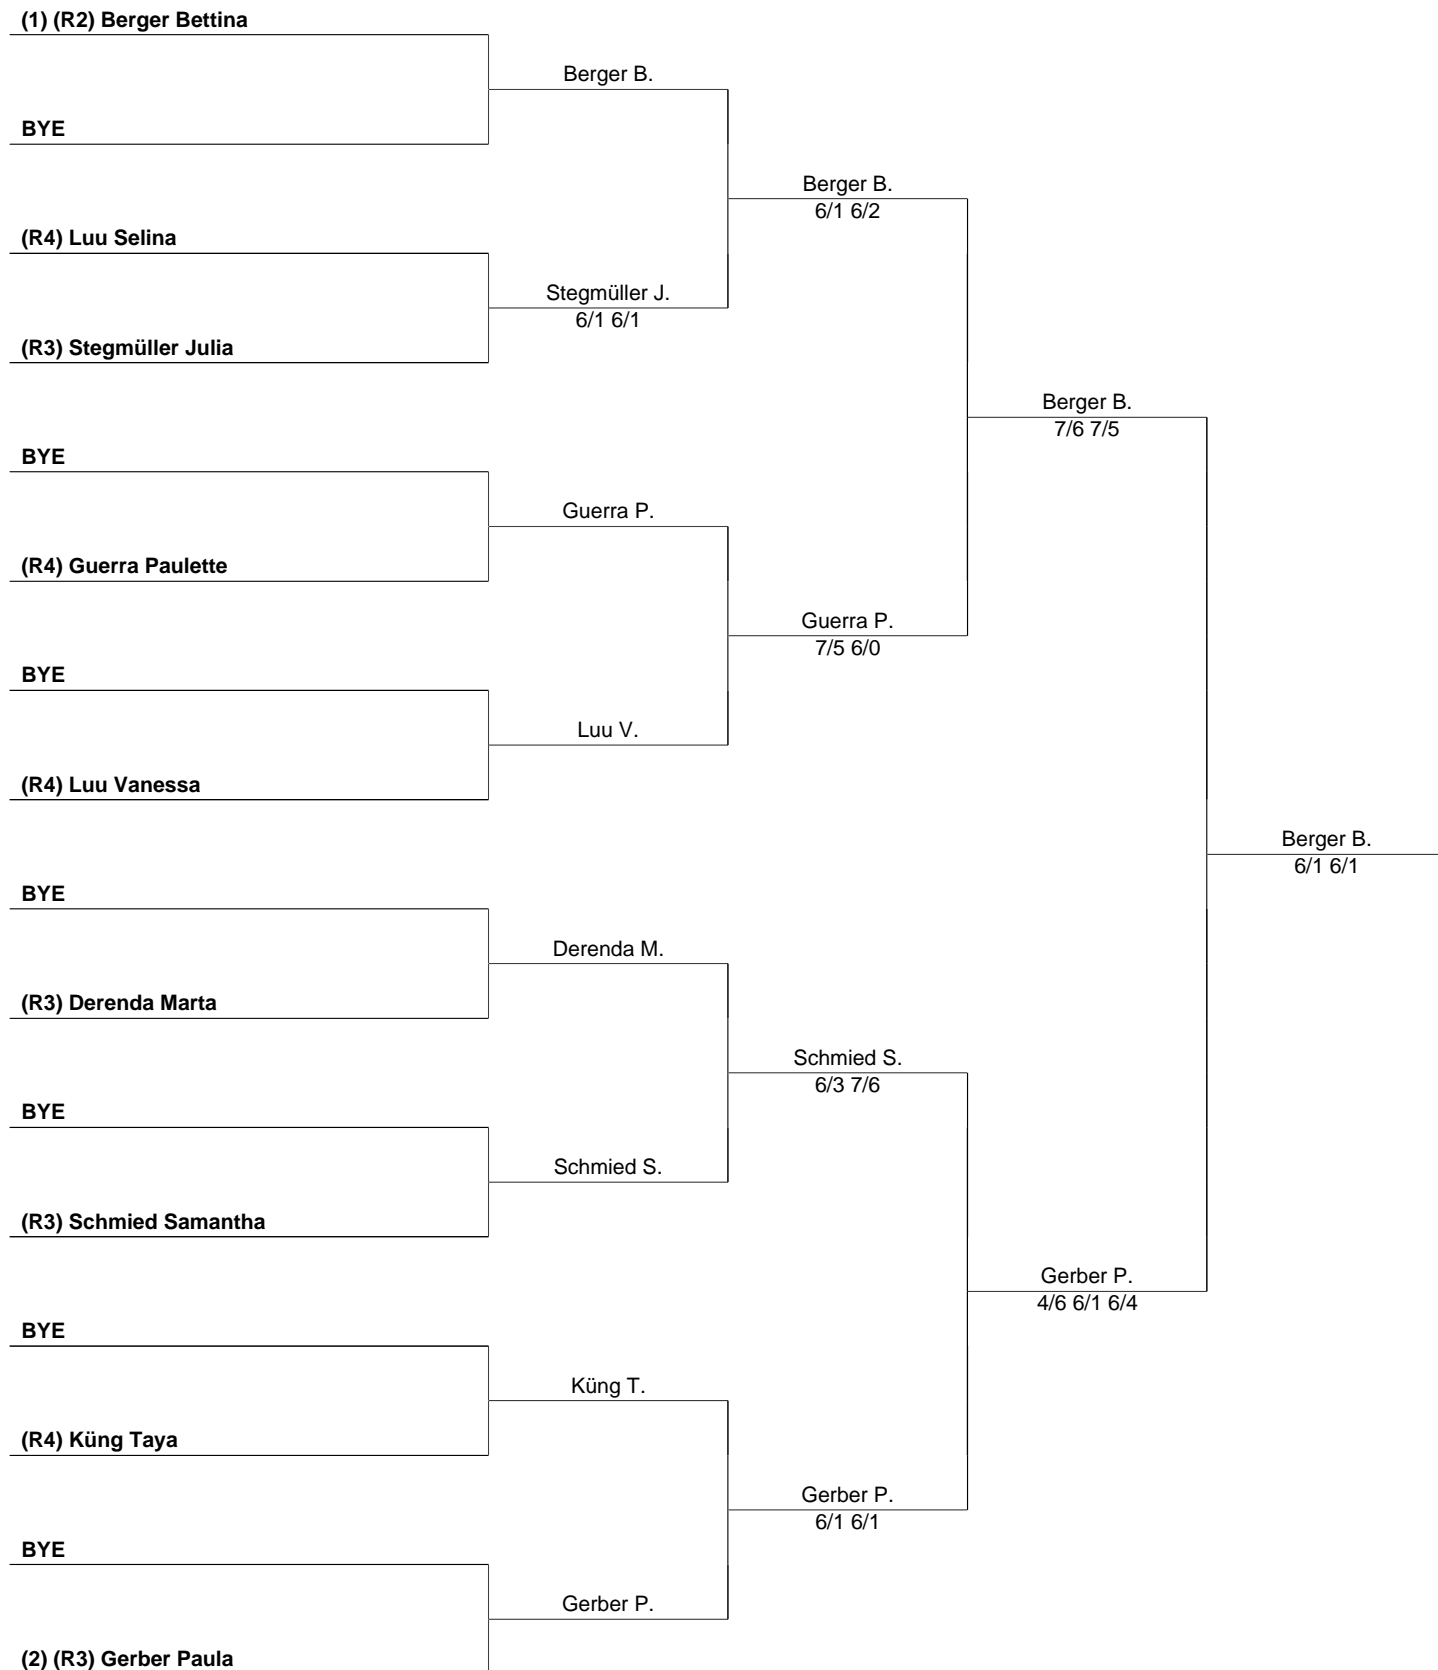 (1) (R2) Berger Bettina
Berger B.
BYE
Berger B.
6/1 6/2
(R4) Luu Selina
Stegmüller J.
6/1 6/1
(R3) Stegmüller Julia
Berger B.
7/6 7/5
BYE
Guerra P.
(R4) Guerra Paulette
Guerra P.
7/5 6/0
BYE
Luu V.
(R4) Luu Vanessa
Berger B.
6/1 6/1
BYE
Derenda M.
(R3) Derenda Marta
Schmied S.
6/3 7/6
BYE
Schmied S.
(R3) Schmied Samantha
Gerber P.
4/6 6/1 6/4
BYE
Küng T.
(R4) Küng Taya
Gerber P.
6/1 6/1
BYE
Gerber P.
(2) (R3) Gerber Paula